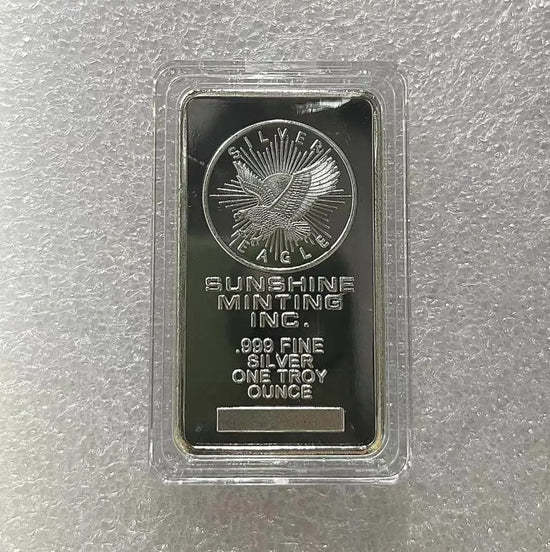 SILVER
EAGLE
SUNSHINE
MINTING
INC.
.999 FINE
SILVER
ONE TROY
OUNCE